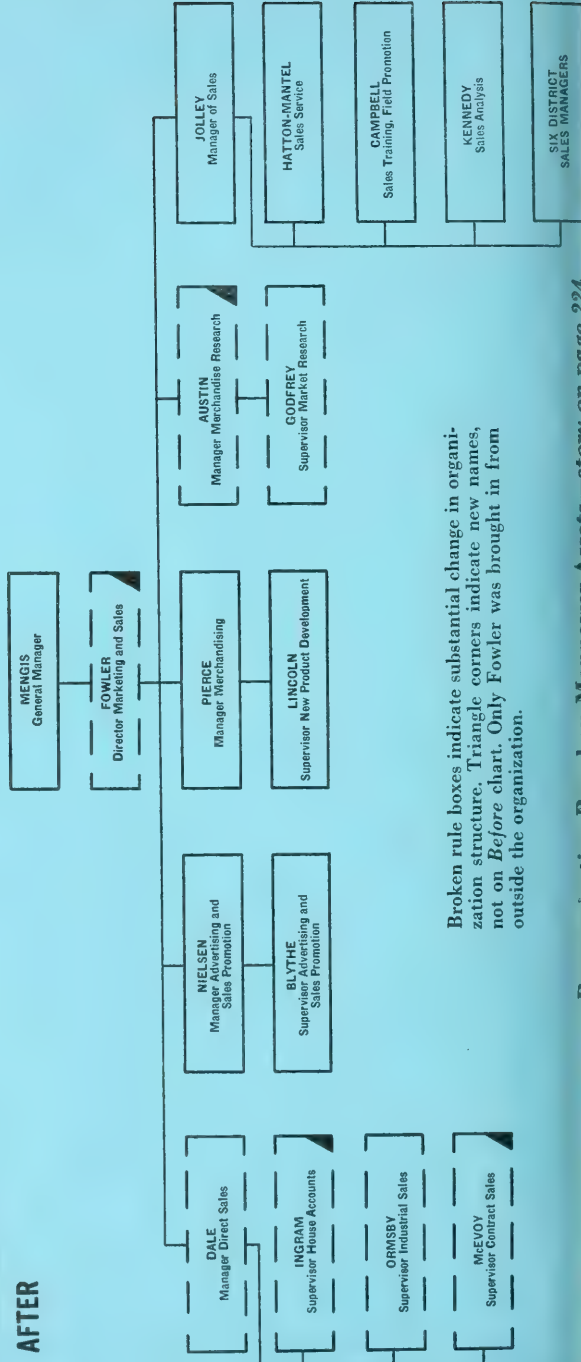 AFTER
MENGIS
General Manager
FOWLER
Director Marketing and Sales
DALE
Manager Direct Sales
INGRAM
Supervisor House Accounts
ORMSBY
Supervisor Industrial Sales
McEVOY
Supervisor Contract Sales
NIELSEN
Manager Advertising and
Sales Promotion
BLYTHE
Supervisor Advertising and
Sales Promotion
PIERCE
Manager Merchandising
LINCOLN
Supervisor New Product Development
AUSTIN
Manager Merchandise Research
GODFREY
Supervisor Market Research
JOLLEY
Manager of Sales
HATTON-MANTEL
Sales Service
CAMPBELL
Sales Training, Field Promotion
KENNEDY
Sales Analysis
SIX DISTRICT
SALES MANAGERS
Broken rule boxes indicate substantial change in organi-
zation structure. Triangle corners indicate new names,
not on Before chart. Only Fowler was brought in from
outside the organization.
story on page 224